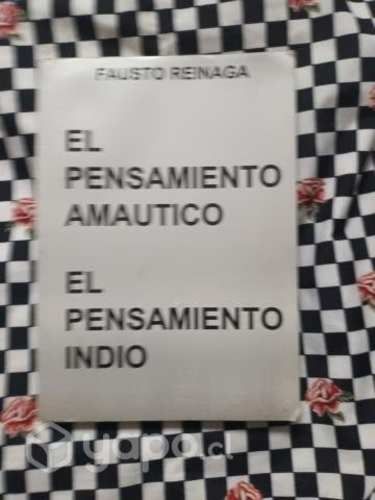 FAUSTO REINAGA
EL
PENSAMIENTO
AMAUTICO
EL
PENSAMIENTO
INDIO
yapo.cl